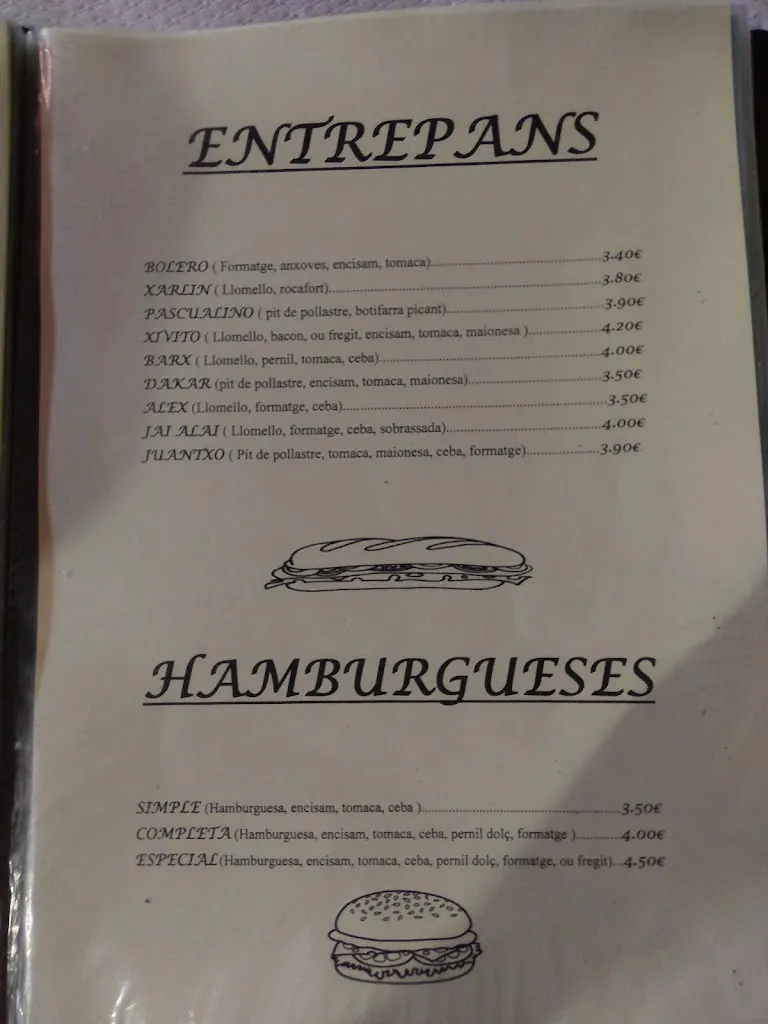 ENTREPANS
BOLERO ( Formatge, anxoves, encisam, tomaca)..........3.40€
XARLIN ( Llomello, rocafort)..........3.80€
PASCUALINO ( pit de pollastre, botifarra picant)..........3.90€
XIVITO ( Llomello, bacon, ou fregit, encisam, tomaca, maionesa )..........4.20€
BARX ( Llomello, pernil, tomaca, ceba)..........4.00€
DAKAR (pit de pollastre, encisam, tomaca, maionesa)..........3.50€
ALEX (Llomello, formatge, ceba)..........3.50€
JAI ALAI ( Llomello, formatge, ceba, sobrassada)..........4.00€
JUANTXO ( Pit de pollastre, tomaca, maionesa, ceba, formatge)..........3.90€
HAMBURGUESES
SIMPLE (Hamburguesa, encisam, tomaca, ceba )..........3.50€
COMPLETA (Hamburguesa, encisam, tomaca, ceba, pernil dolç, formatge )..........4.00€
ESPECIAL (Hamburguesa, encisam, tomaca, ceba, pernil dolç, formatge, ou fregit)...4.50€